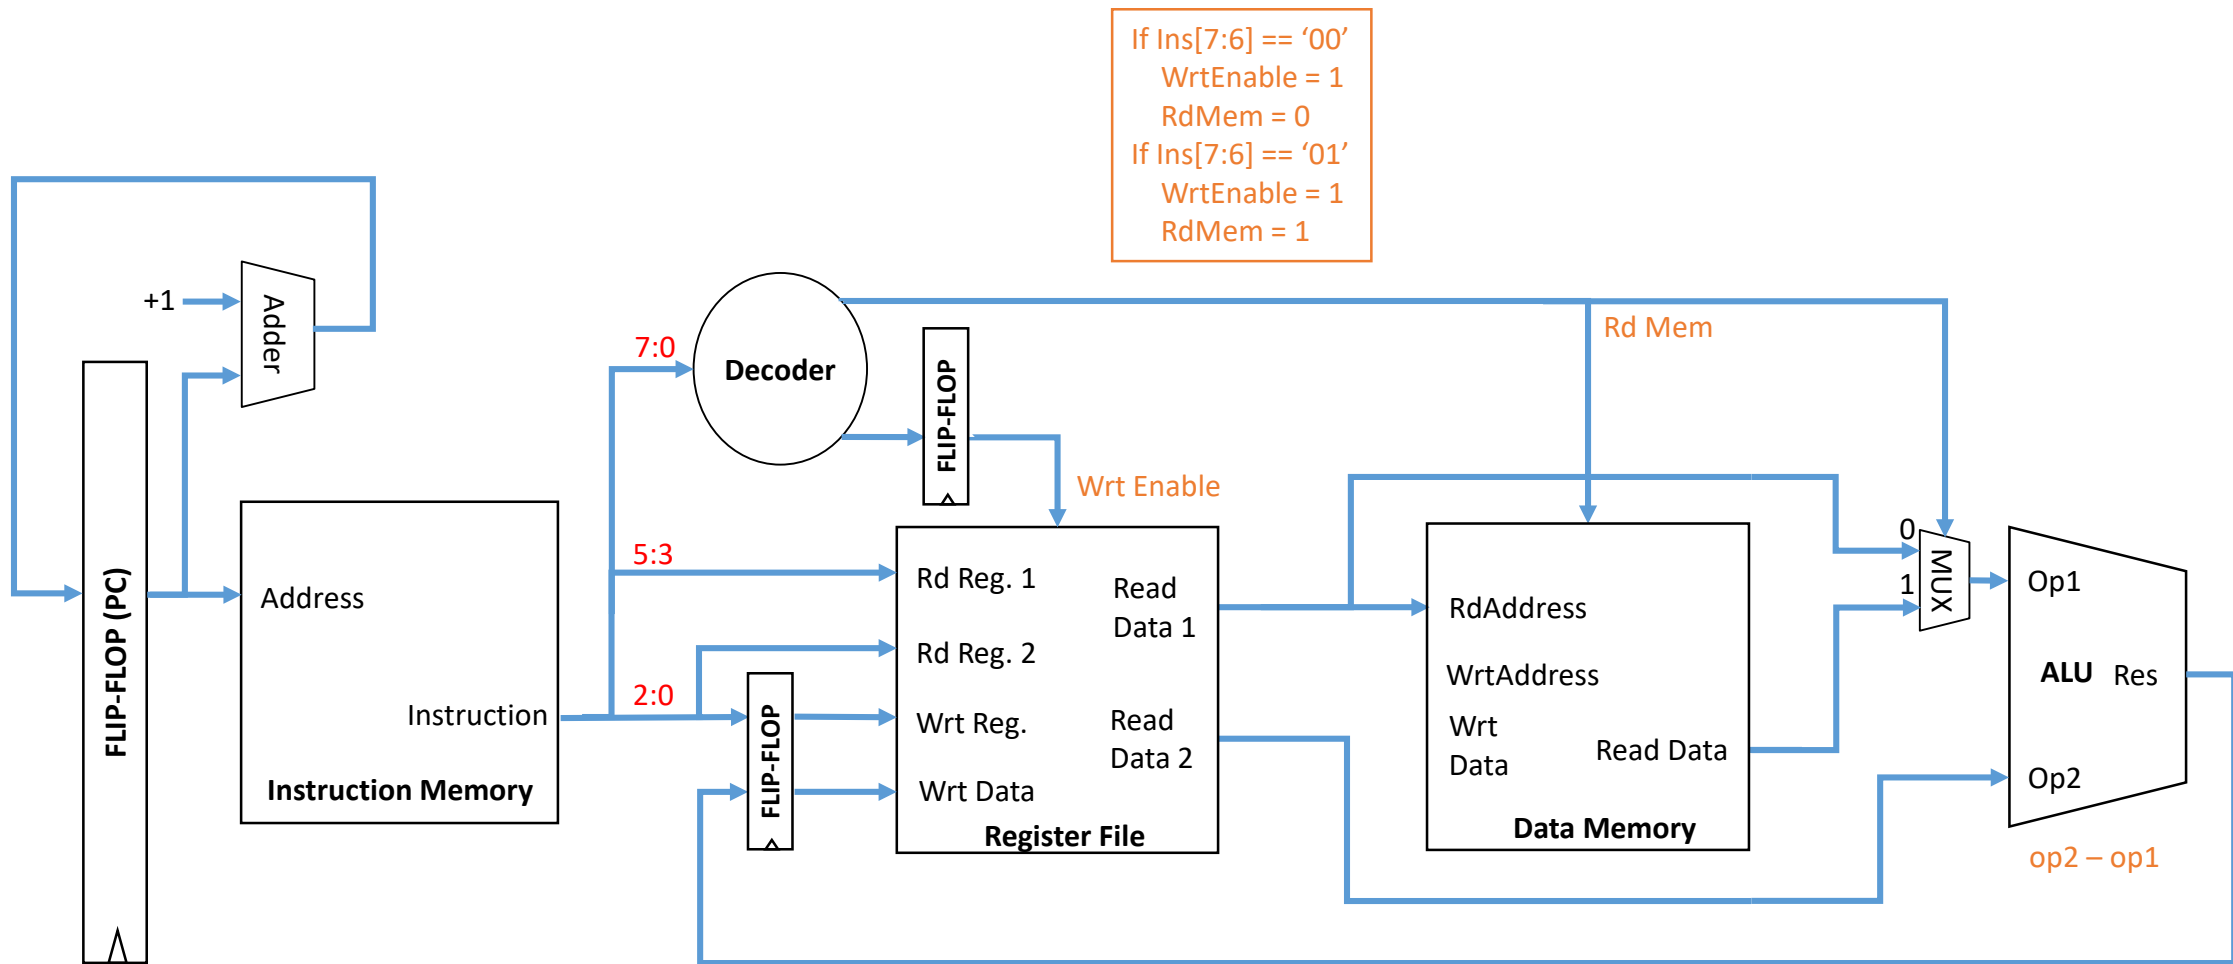 If Ins[7:6] == ‘00’
WrtEnable = 1
RdMem = 0
If Ins[7:6] == ‘01’
WrtEnable = 1
RdMem = 1
+1
Adder
7:0
Decoder
FLIP-FLOP
Rd Mem
Wrt Enable
FLIP-FLOP (PC)
Address
Instruction
Instruction Memory
5:3
2:0
FLIP-FLOP
Rd Reg. 1
Rd Reg. 2
Wrt Reg.
Wrt Data
Read
Data 1
Read
Data 2
Register File
RdAddress
WrtAddress
Wrt
Data
Read Data
Data Memory
0
1
MUX
Op1
ALU
Res
Op2
op2 – op1